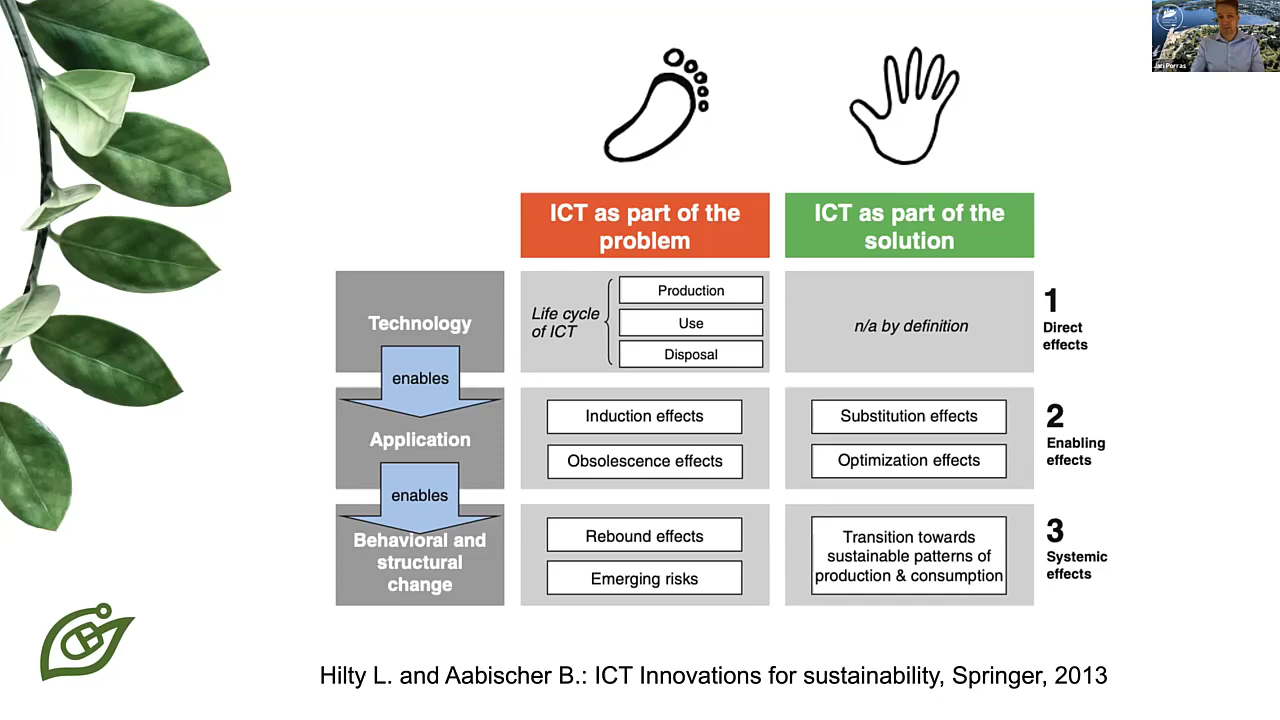 Jari Porras
ICT as part of the
problem
ICT as part of the
solution
Technology
Life cycle
of ICT
Production
Use
Disposal
n/a by definition
1
Direct
effects
enables
Application
Induction effects
Obsolescence effects
Substitution effects
Optimization effects
2
Enabling
effects
enables
Behavioral and
structural
change
Rebound effects
Emerging risks
Transition towards
sustainable patterns of
production & consumption
3
Systemic
effects
Hilty L. and Aabischer B.: ICT Innovations for sustainability, Springer, 2013